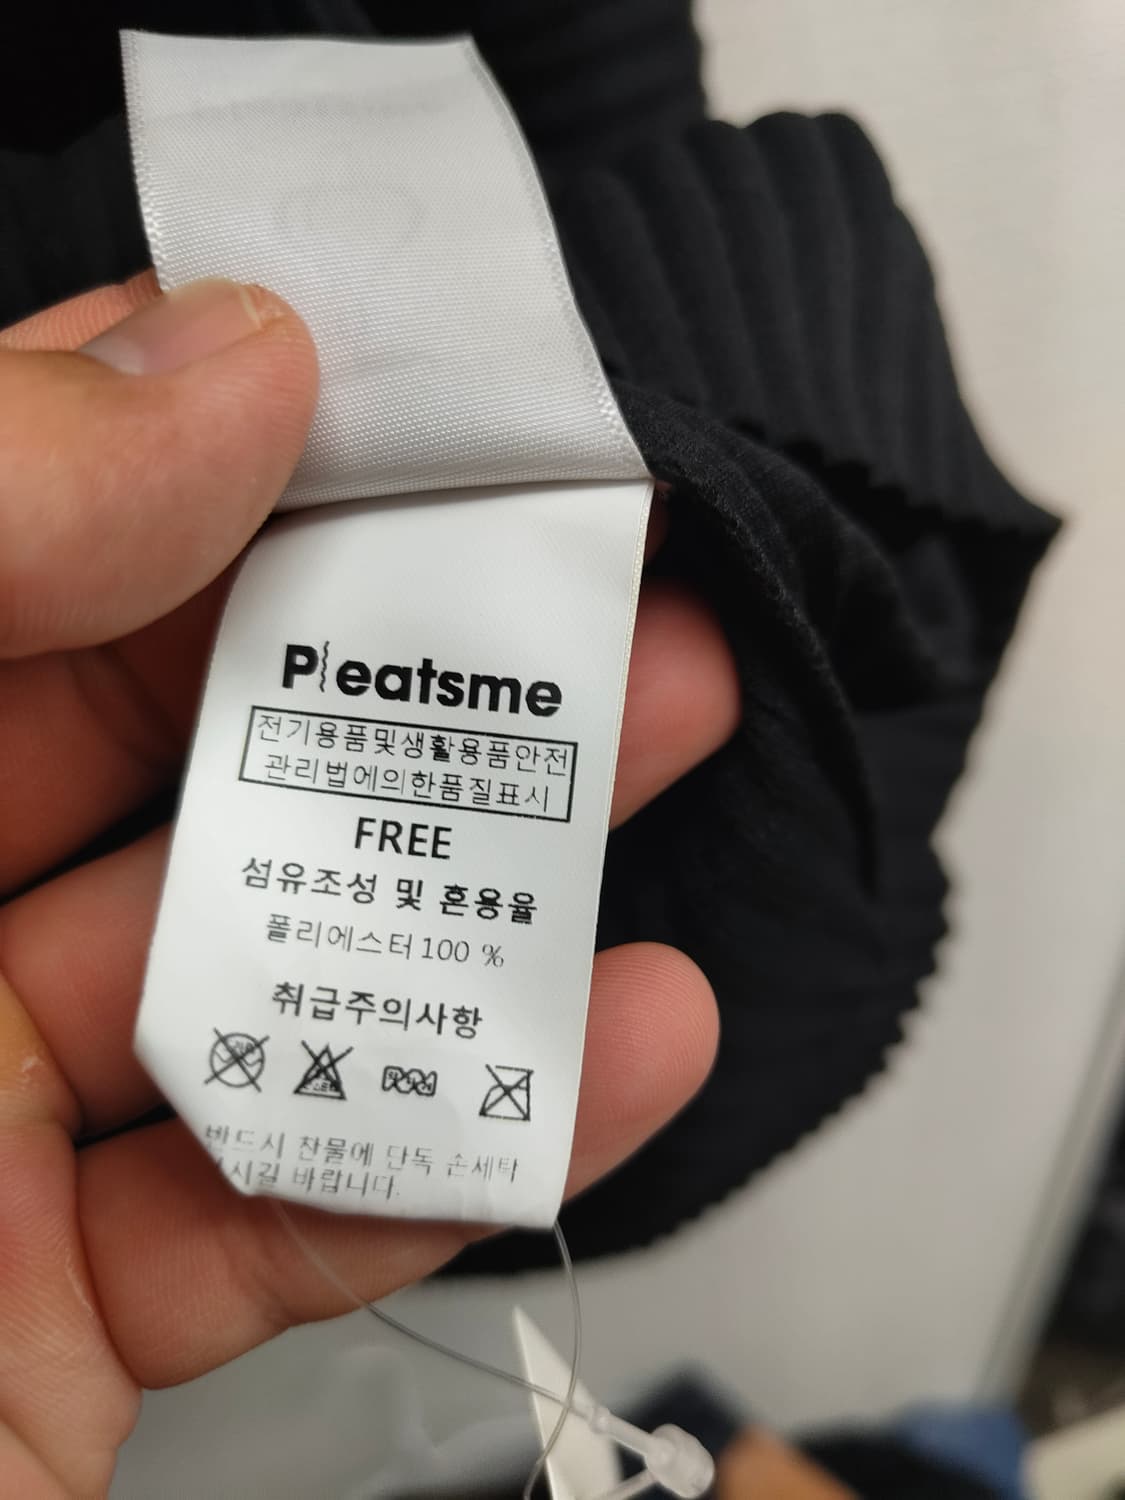 Pleatsme
전기용품및생활용품안전
관리법에의한품질표시
FREE
섬유조성 및 혼용율
폴리에스터 100 %
취급주의사항
반드시 찬물에 단독 손세탁
시길 바랍니다.